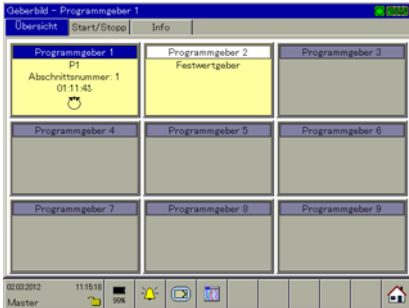 Geberbild - Programmgeber 1
Übersicht
Start/Stopp
Info
Programmgeber 1
P1
Abschnittsnummer: 1
01:11:43
Programmgeber 2
Festwertgeber
Programmgeber 3
Programmgeber 4
Programmgeber 5
Programmgeber 6
Programmgeber 7
Programmgeber 8
Programmgeber 9
02.03.2012 11:15:18
Master
99%